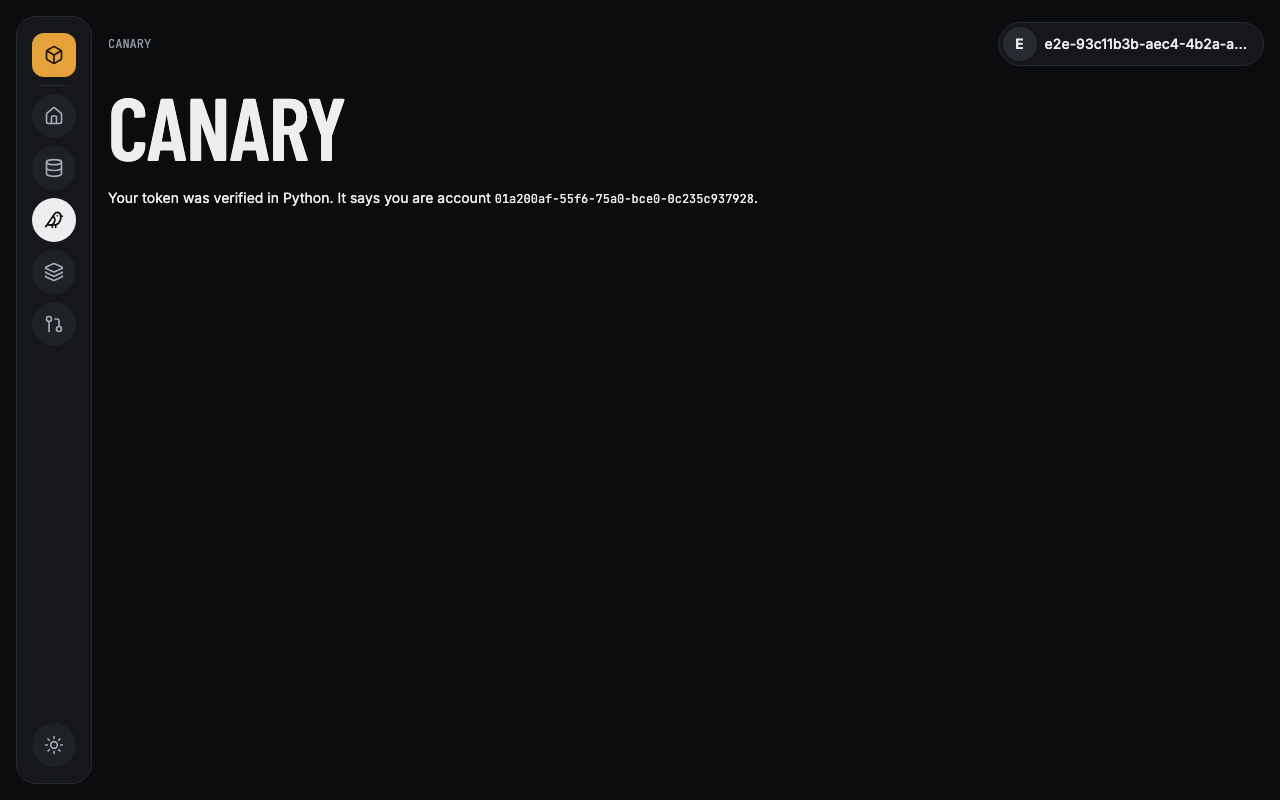 CANARY
E e2e-93c11b3b-aec4-4b2a-a...
CANARY
Your token was verified in Python. It says you are account 01a200af-55f6-75a0-bce0-0c235c937928.